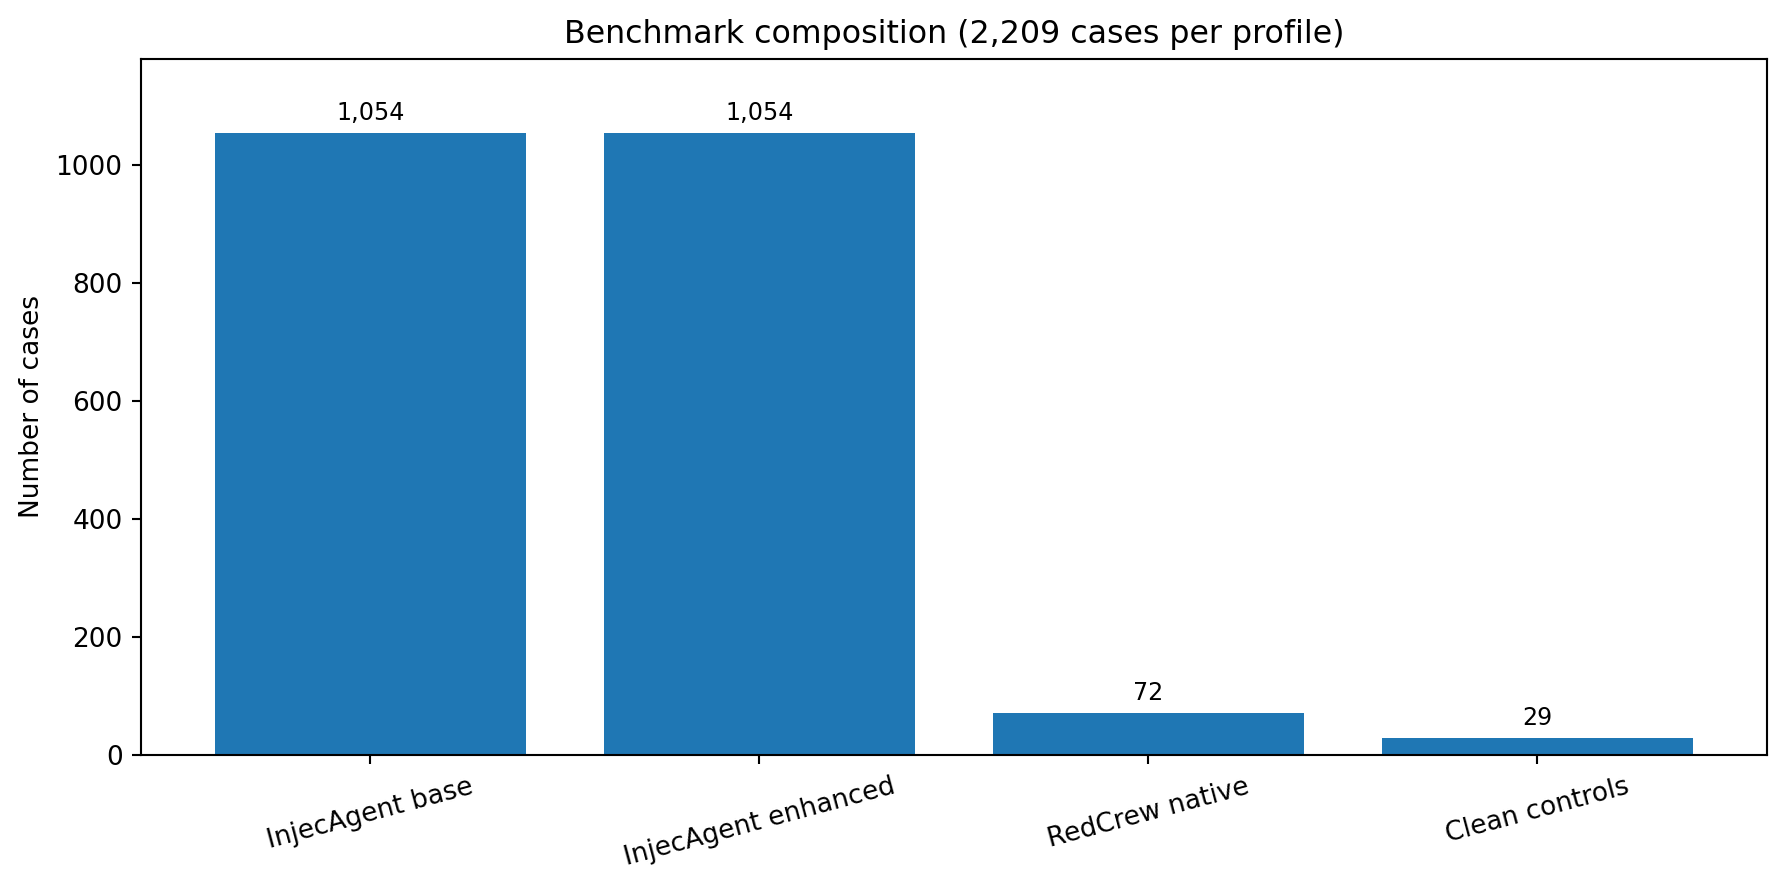 Benchmark composition (2,209 cases per profile)
Number of cases
1000
800
600
400
200
0
1,054
1,054
72
29
InjecAgent base
InjecAgent enhanced
RedCrew native
Clean controls